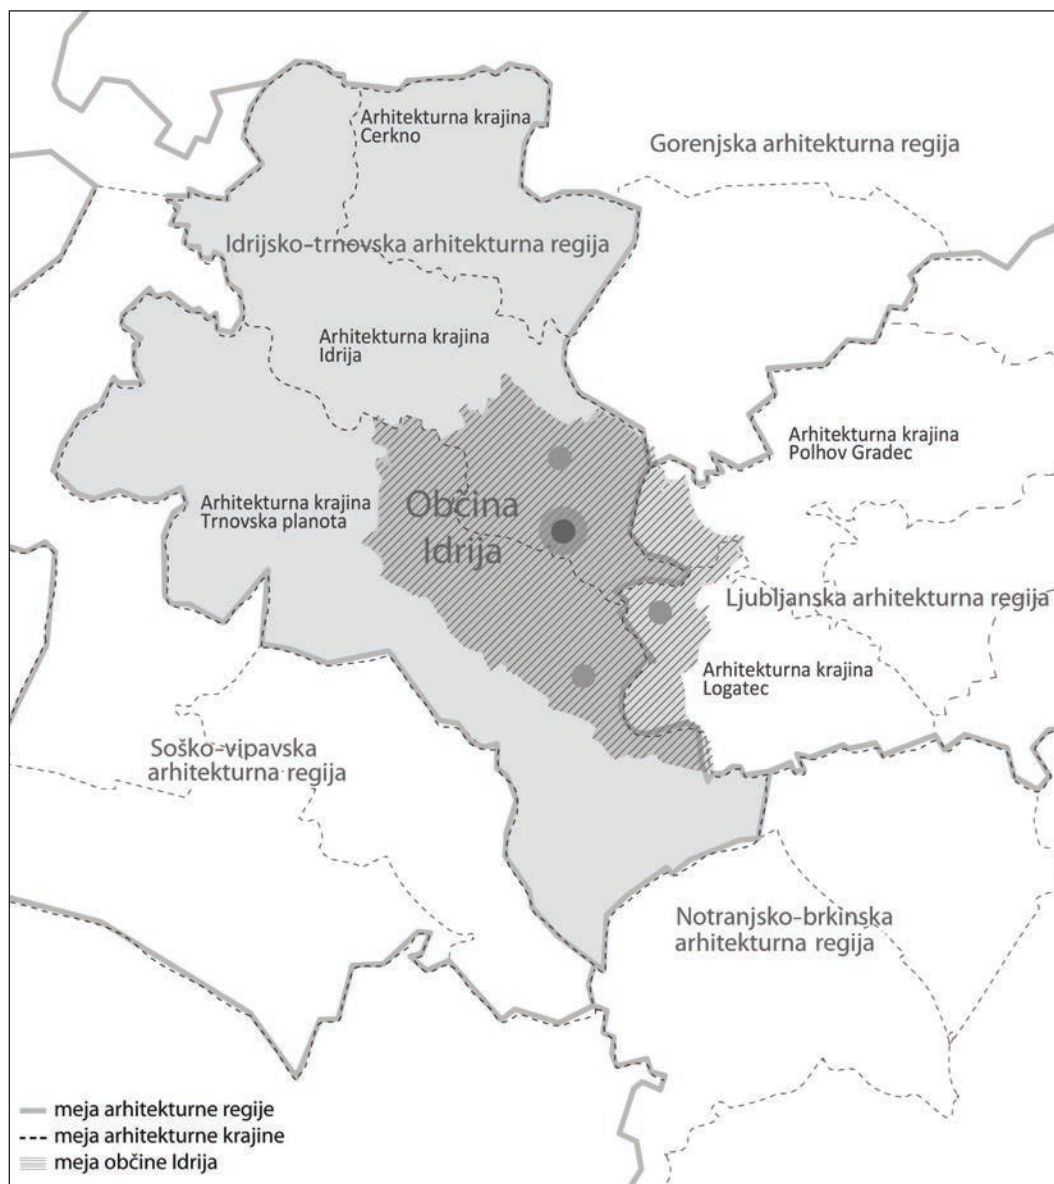 Arhitekturna krajina
Cerkno
Gorenjska arhitekturna regija
Idrijsko-trnovska arhitekturna regija
Arhitekturna krajina
Idrija
Arhitekturna krajina
Polhov Gradec
Arhitekturna krajina
Trnovska planota
Občina
Idrija
Ljubljanska arhitekturna regija
Arhitekturna krajina
Logatec
Soško-vipavska
arhitekturna regija
Notranjsko-brkinska
arhitekturna regija
meja arhitekturne regije
meja arhitekturne krajine
meja občine Idrija